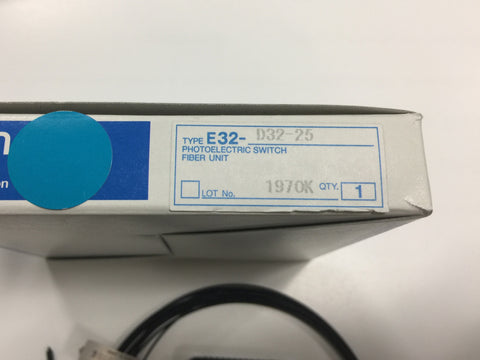 TYPE E32-D32-25
PHOTOELECTRIC SWITCH
FIBER UNIT
LOT No. 1970K QTY. 1